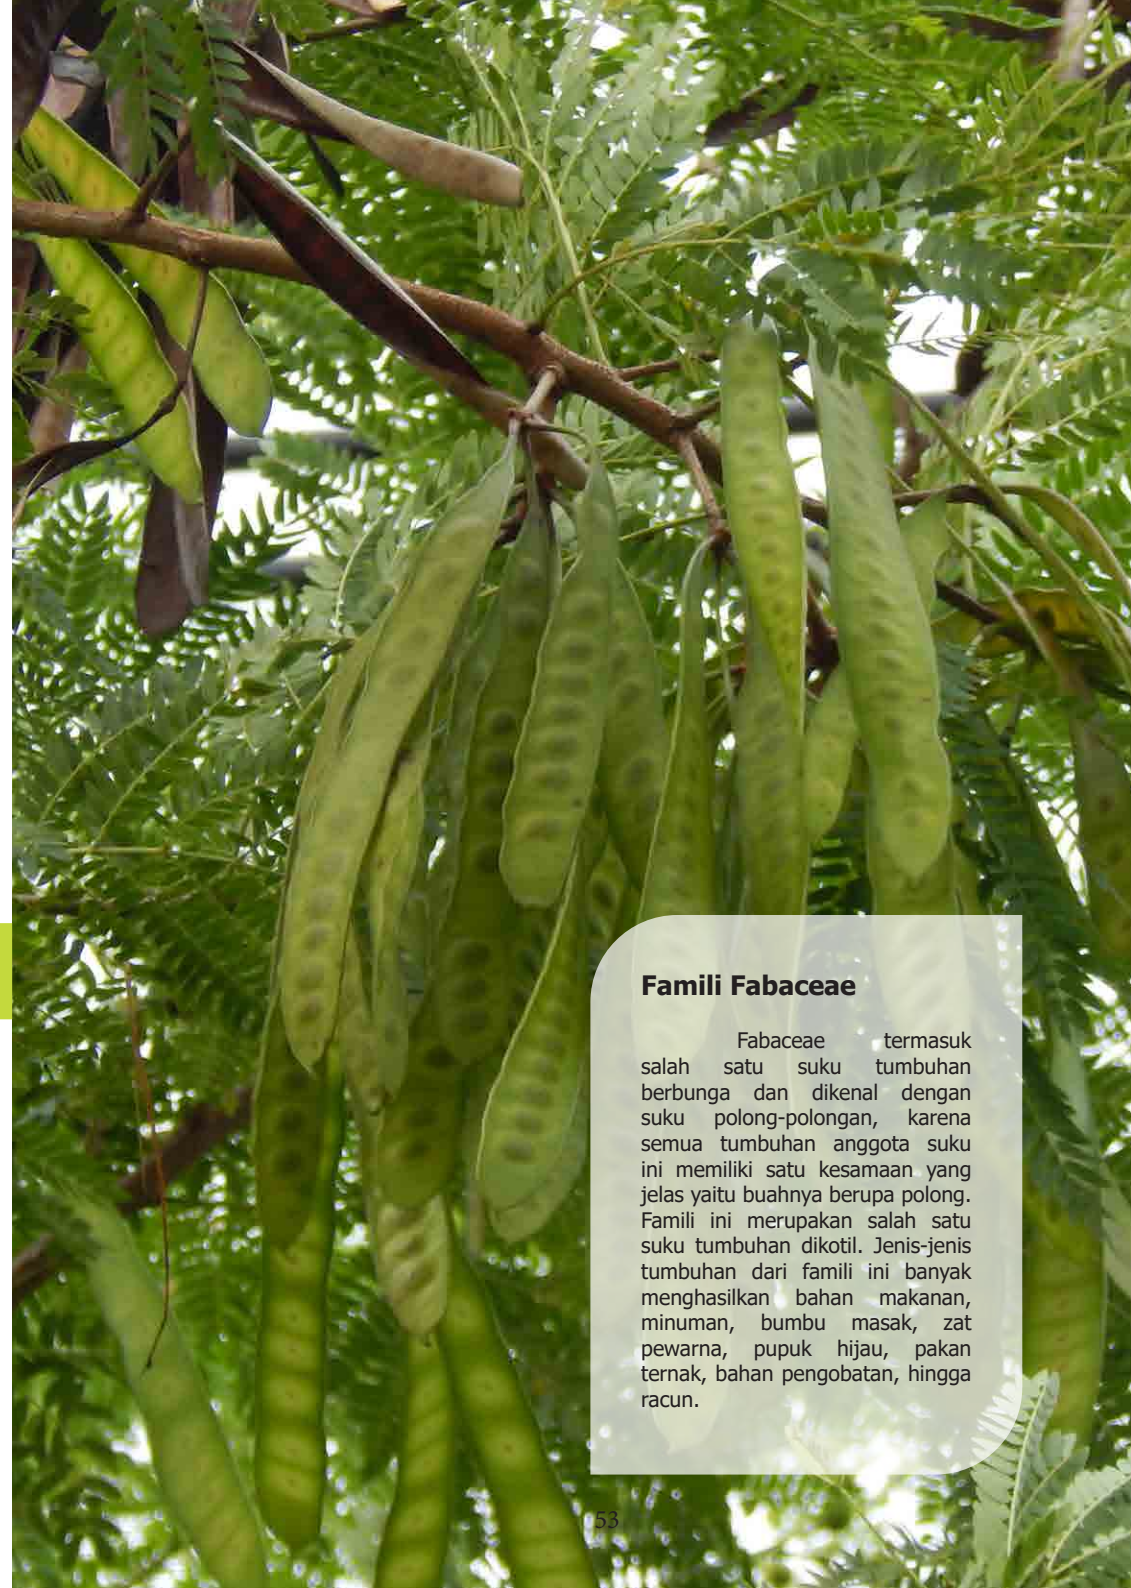 Famili Fabaceae
Fabaceae termasuk
salah satu suku tumbuhan
berbunga dan dikenal dengan
suku polong-polongan, karena
semua tumbuhan anggota suku
ini memiliki satu kesamaan yang
jelas yaitu buahnya berupa polong.
Famili ini merupakan salah satu
suku tumbuhan dikotil. Jenis-jenis
tumbuhan dari famili ini banyak
menghasilkan bahan makanan,
minuman, bumbu masak, zat
pewarna, pupuk hijau, pakan
ternak, bahan pengobatan, hingga
racun.
53